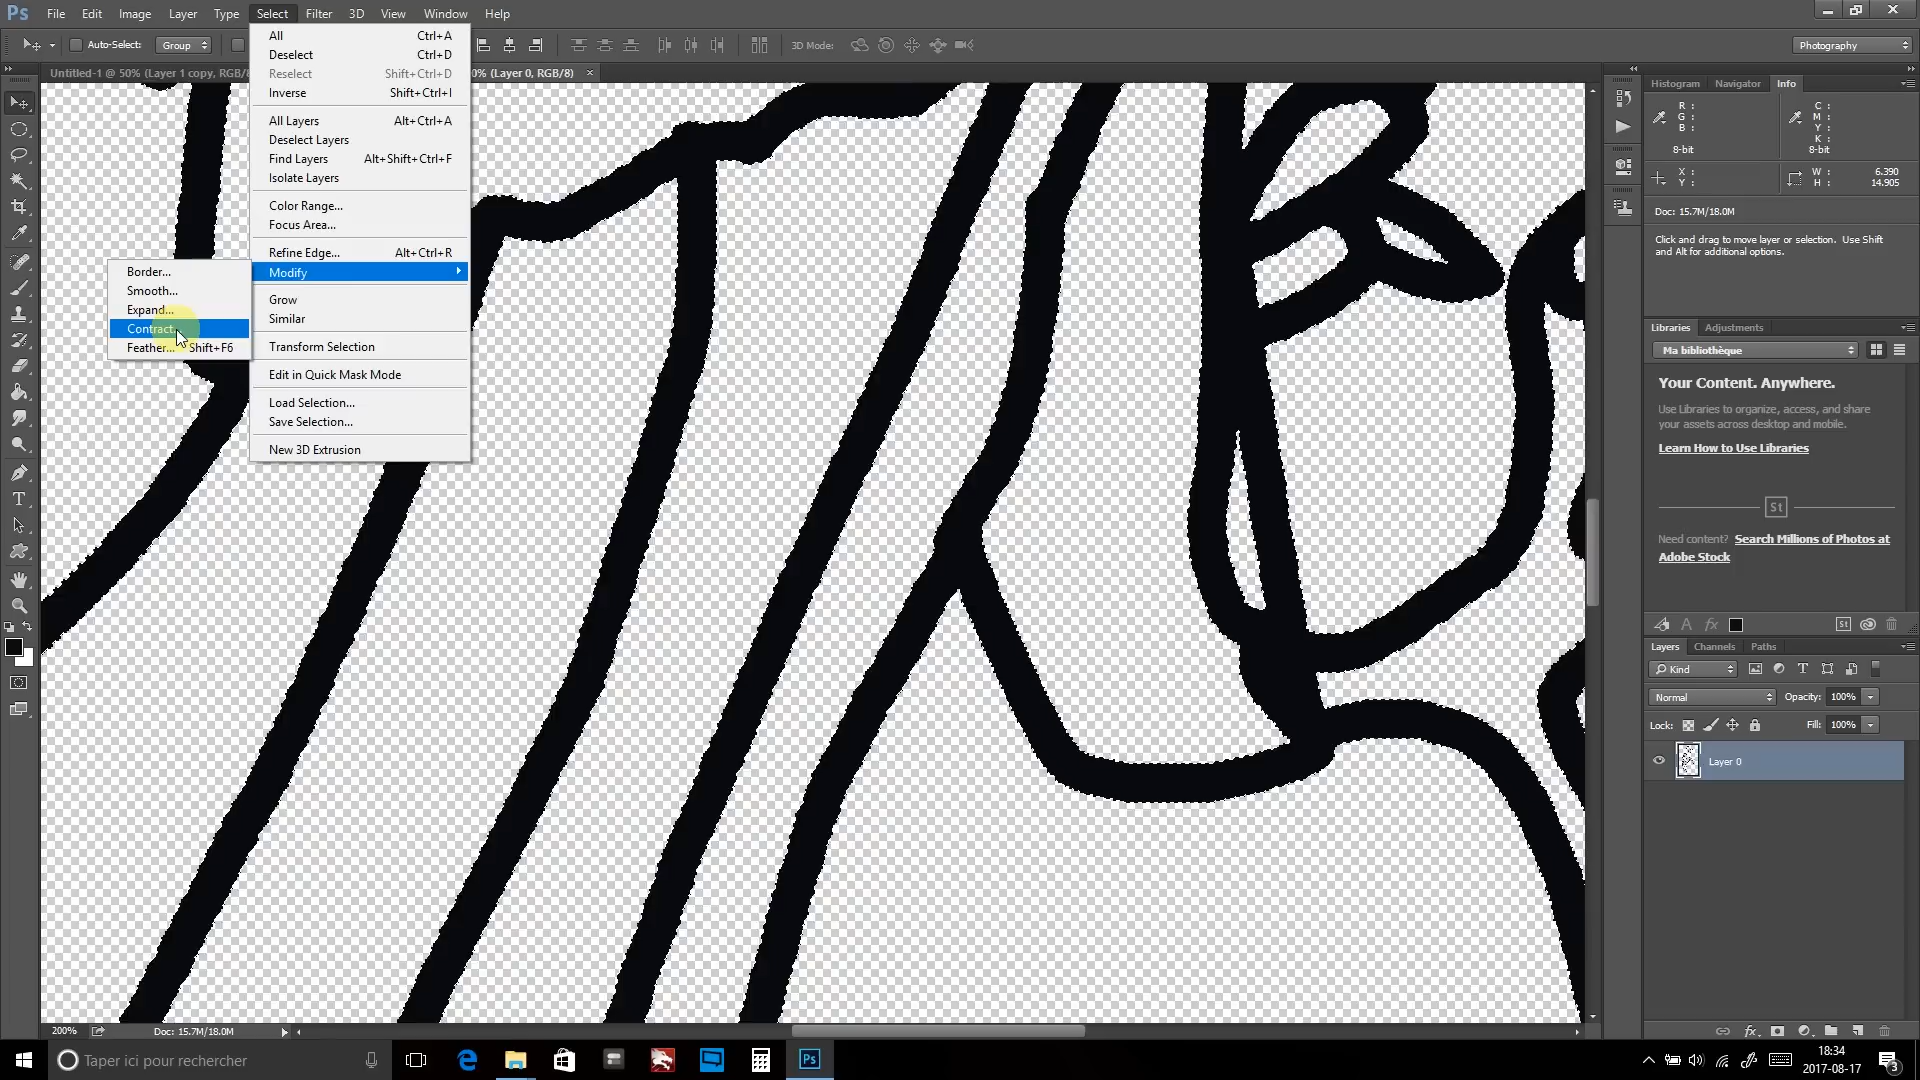 Ps File Edit Image Layer Type Select Filter 3D View Window Help
Auto-Select: Group 3D Mode: Photography
Untitled-1 @ 50% (Layer 1 copy, RGB/8 0% (Layer 0, RGB/8) ×
All Ctrl+A
Deselect Ctrl+D
Reselect Shift+Ctrl+D
Inverse Shift+Ctrl+I
All Layers Alt+Ctrl+A
Deselect Layers
Find Layers Alt+Shift+Ctrl+F
Isolate Layers
Color Range...
Focus Area...
Refine Edge... Alt+Ctrl+R
Modify
Grow
Similar
Transform Selection
Edit in Quick Mask Mode
Load Selection...
Save Selection...
New 3D Extrusion
Border...
Smooth...
Expand...
Contract...
Feather... Shift+F6
Histogram Navigator Info
R : C :
G : M :
B : Y :
K :
8-bit 8-bit
X : W : 6.390
Y : H : 14.905
Doc: 15.7M/18.0M
Click and drag to move layer or selection. Use Shift
and Alt for additional options.
Libraries Adjustments
Ma bibliothèque
Your Content. Anywhere.
Use Libraries to organize, access, and share
your assets across desktop and mobile.
Learn How to Use Libraries
St
Need content? Search Millions of Photos at
Adobe Stock
A fx St
Layers Channels Paths
Kind T
Normal Opacity: 100%
Lock: Fill: 100%
Layer 0
fx
200% Doc: 15.7M/18.0M
Taper ici pour rechercher
Ps
18:34
2017-08-17
3